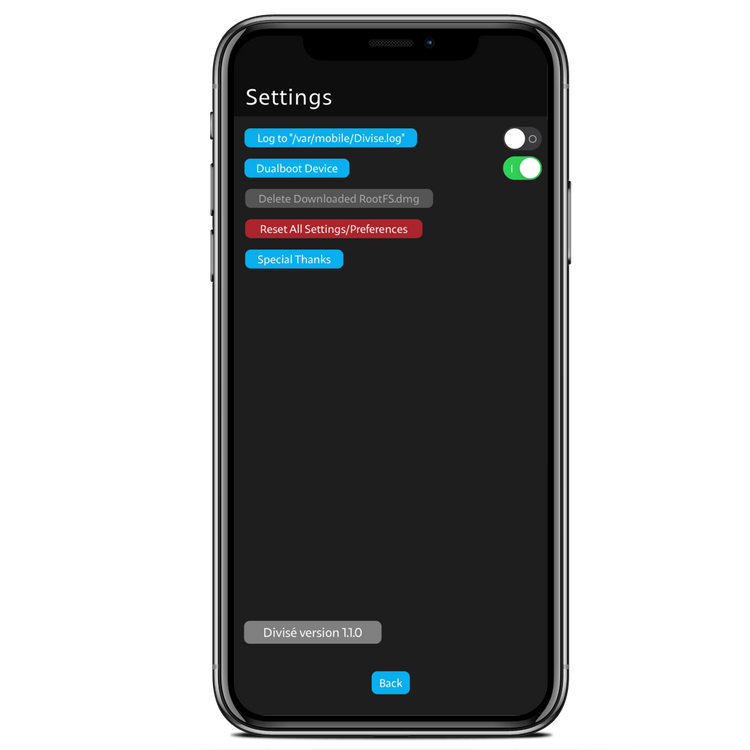 Settings
Log to "/var/mobile/Divise.log"
Dualboot Device
Delete Downloaded RootFS.dmg
Reset All Settings/Preferences
Special Thanks
Divisé version 1.1.0
Back